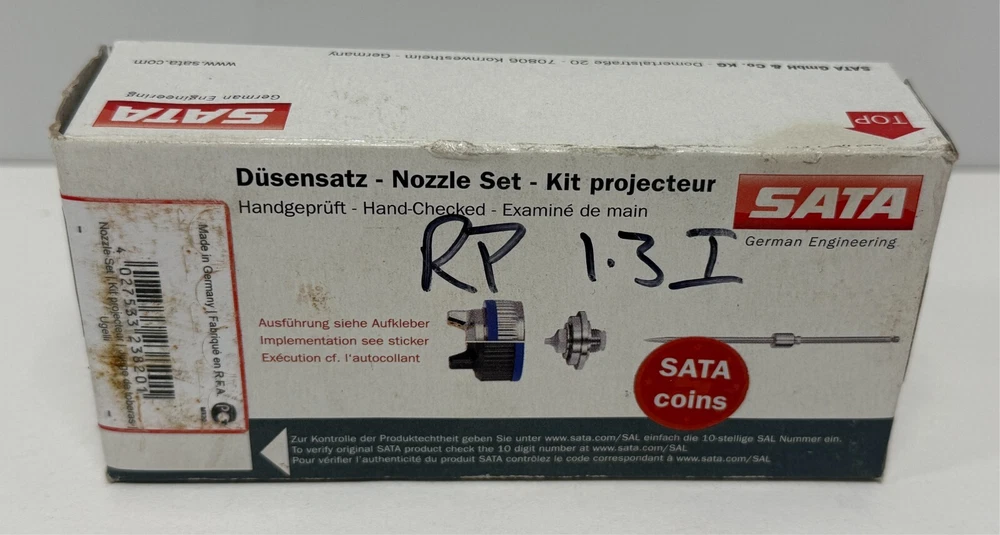 SATA GmbH & Co. KG · Domertalstraße 20 · 70806 Kornwestheim - Germany
www.sata.com
SATA
German Engineering
TOP
Düsensatz - Nozzle Set - Kit projecteur
Handgeprüft - Hand-Checked - Examiné de main
SATA
German Engineering
RP 1.3 I
Made in Germany | Fabriqué en R.F.A.
4 027533 238201
Nozzle Set | Kit projecteur
Ugelli
Ausführung siehe Aufkleber
Implementation see sticker
Exécution cf. l'autocollant
SATA
coins
Zur Kontrolle der Produktechtheit geben Sie unter www.sata.com/SAL einfach die 10-stellige SAL Nummer ein.
To verify original SATA product check the 10 digit number at www.sata.com/SAL
Pour vérifier l'authenticité du produit SATA contrôlez le code correspondant à www.sata.com/SAL